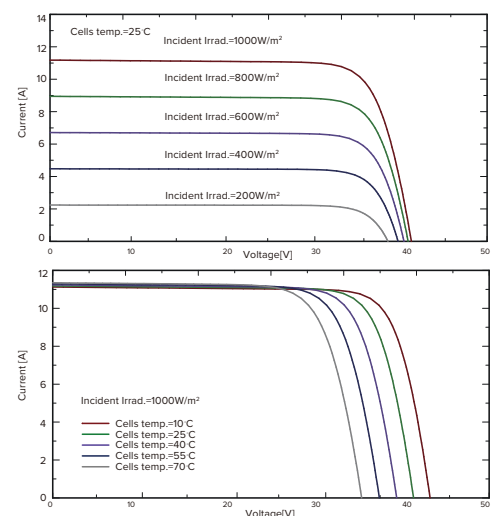 14
Cells temp.=25°C
Incident Irrad.=1000W/m²
12
Incident Irrad.=800W/m²
10
Incident Irrad.=600W/m²
8
6
Incident Irrad.=400W/m²
4
Incident Irrad.=200W/m²
2
0
Current [A]
0 10 20 30 40 50
Voltage[V]
12
10
8
6
4
2
0
Current [A]
Incident Irrad.=1000W/m²
Cells temp.=10°C
Cells temp.=25°C
Cells temp.=40°C
Cells temp.=55°C
Cells temp.=70°C
0 10 20 30 40 50
Voltage[V]